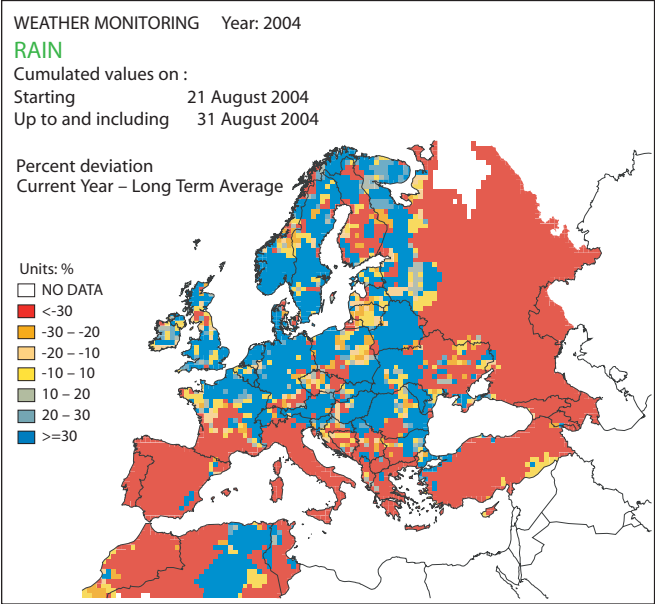 WEATHER MONITORING Year: 2004
RAIN
Cumulated values on :
Starting 21 August 2004
Up to and including 31 August 2004
Percent deviation
Current Year – Long Term Average
Units: %
NO DATA
<-30
-30 – -20
-20 – -10
-10 – 10
10 – 20
20 – 30
>=30